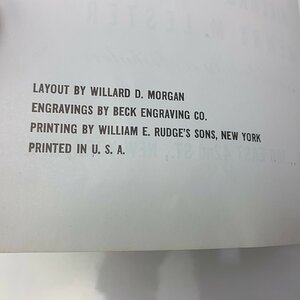 LAYOUT BY WILLARD D. MORGAN
ENGRAVINGS BY BECK ENGRAVING CO.
PRINTING BY WILLIAM E. RUDGE'S SONS, NEW YORK
PRINTED IN U. S. A.